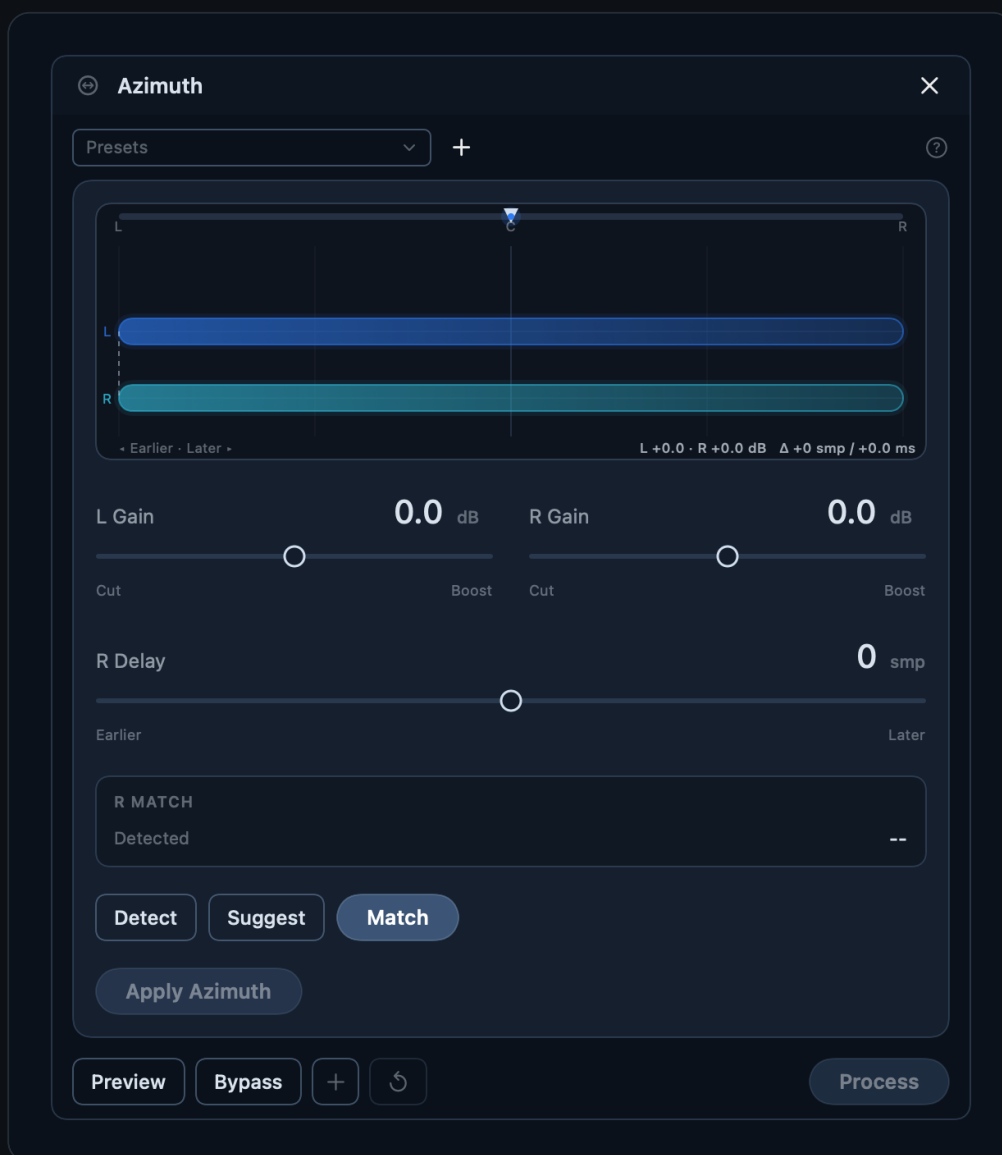 Azimuth
Presets
L C R
L
R
Earlier · Later
L +0.0 · R +0.0 dB Δ +0 smp / +0.0 ms
L Gain 0.0 dB R Gain 0.0 dB
Cut Boost Cut Boost
R Delay 0 smp
Earlier Later
R MATCH
Detected --
Detect Suggest Match
Apply Azimuth
Preview Bypass Process